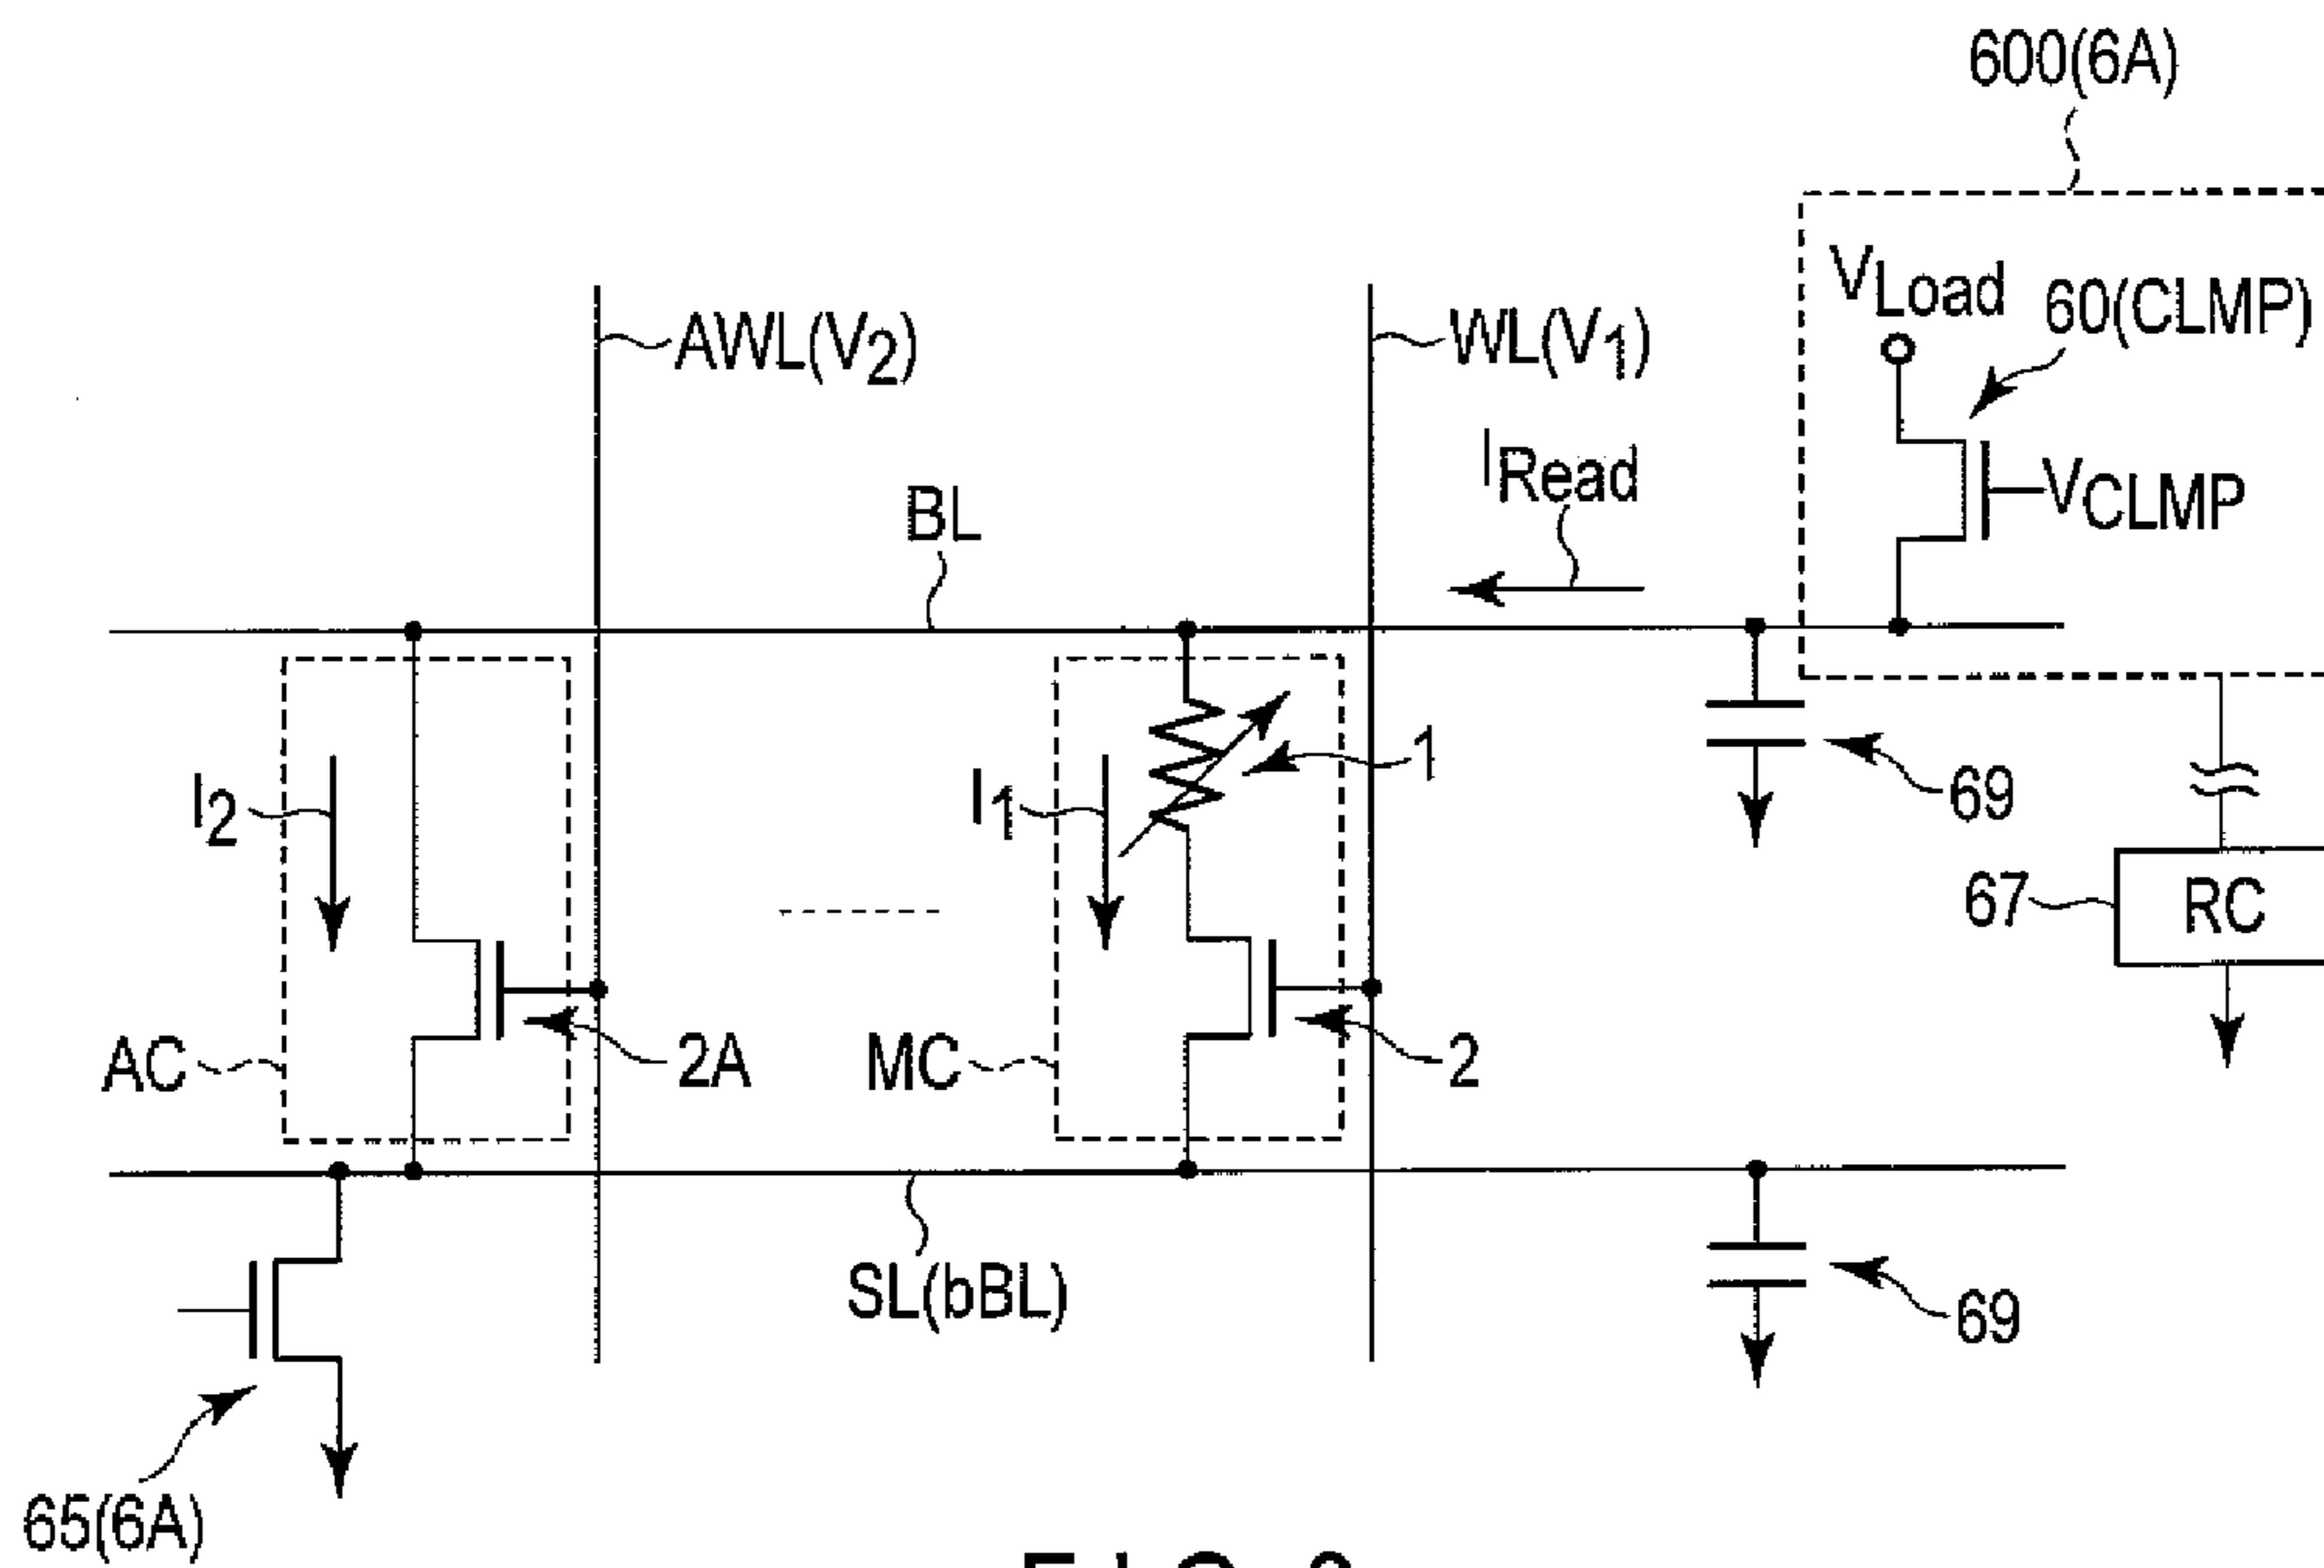 600(6A)
VLoad
60(CLMP)
AWL(V2)
WL(V1)
IRead
VCLMP
BL
I2
I1
1
69
67
RC
AC
2A
MC
2
SL(bBL)
69
65(6A)